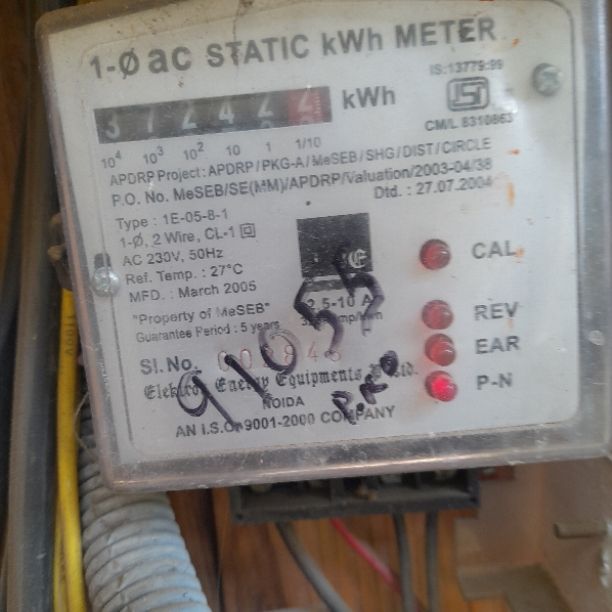 1-Ø ac STATIC kWh METER
IS:13779:99
37244 kWh
CM/L 8310863
10⁴ 10³ 10² 10 1 1/10
APDRP Project : APDRP / PKG-A / MeSEB / SHG / DIST / CIRCLE
P.O. No. MeSEB/SE(MM)/APDRP/Valuation/2003-04/38
Dtd. : 27.07.2004
Type : 1E-05-8-1
1-Ø, 2 Wire, CL-1
AC 230V, 50Hz
Ref. Temp. : 27°C
MFD. : March 2005
"Property of MeSEB"
Guarantee Period : 5 years
2.5-10 A
CAL
REV
EAR
P-N
Sl.No.
Energy Equipments
NOIDA
AN I.S.O. 9001-2000 COMPANY
91055